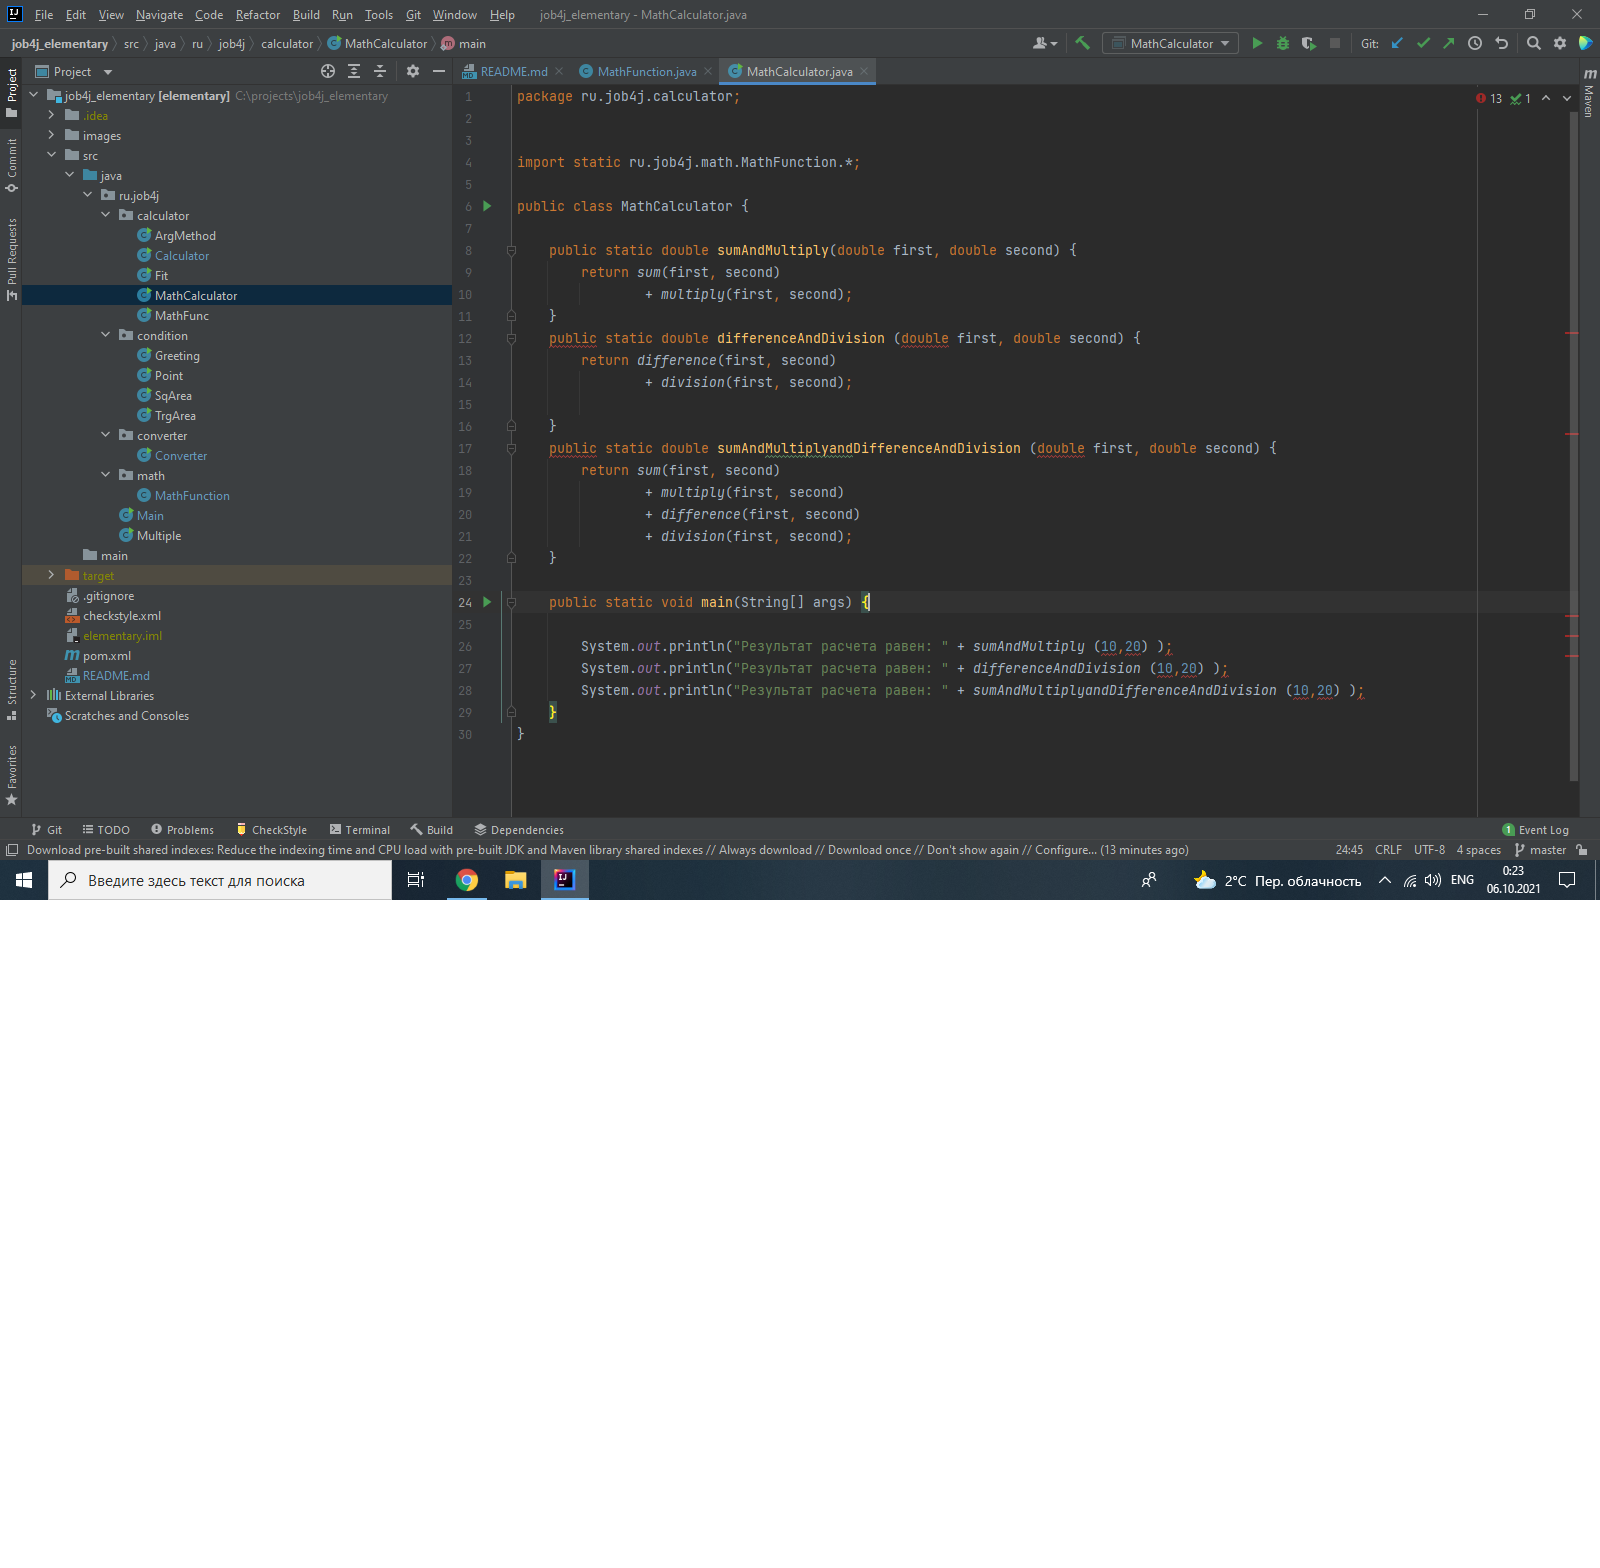 File Edit View Navigate Code Refactor Build Run Tools Git Window Help job4j_elementary - MathCalculator.java
job4j_elementary src java ru job4j calculator MathCalculator main MathCalculator Git:
Project README.md MathFunction.java MathCalculator.java
job4j_elementary [elementary] C:\projects\job4j_elementary
.idea
images
src
java
ru.job4j
calculator
ArgMethod
Calculator
Fit
MathCalculator
MathFunc
condition
Greeting
Point
SqArea
TrgArea
converter
Converter
math
MathFunction
Main
Multiple
main
target
.gitignore
checkstyle.xml
elementary.iml
pom.xml
README.md
External Libraries
Scratches and Consoles
Project
Commit
Pull Requests
Structure
Favorites
1 package ru.job4j.calculator;
2
3
4 import static ru.job4j.math.MathFunction.*;
5
6 public class MathCalculator {
7
8 public static double sumAndMultiply(double first, double second) {
9 return sum(first, second)
10 + multiply(first, second);
11 }
12 public static double differenceAndDivision (double first, double second) {
13 return difference(first, second)
14 + division(first, second);
15
16 }
17 public static double sumAndMultiplyandDifferenceAndDivision (double first, double second) {
18 return sum(first, second)
19 + multiply(first, second)
20 + difference(first, second)
21 + division(first, second);
22 }
23
24 public static void main(String[] args) {
25
26 System.out.println("Результат расчета равен: " + sumAndMultiply (10,20) );
27 System.out.println("Результат расчета равен: " + differenceAndDivision (10,20) );
28 System.out.println("Результат расчета равен: " + sumAndMultiplyandDifferenceAndDivision (10,20) );
29 }
30 }
13 1
Maven
Git TODO Problems CheckStyle Terminal Build Dependencies 1 Event Log
Download pre-built shared indexes: Reduce the indexing time and CPU load with pre-built JDK and Maven library shared indexes // Always download // Download once // Don't show again // Configure... (13 minutes ago) 24:45 CRLF UTF-8 4 spaces master
Введите здесь текст для поиска 2°C Пер. облачность ENG 0:23
06.10.2021